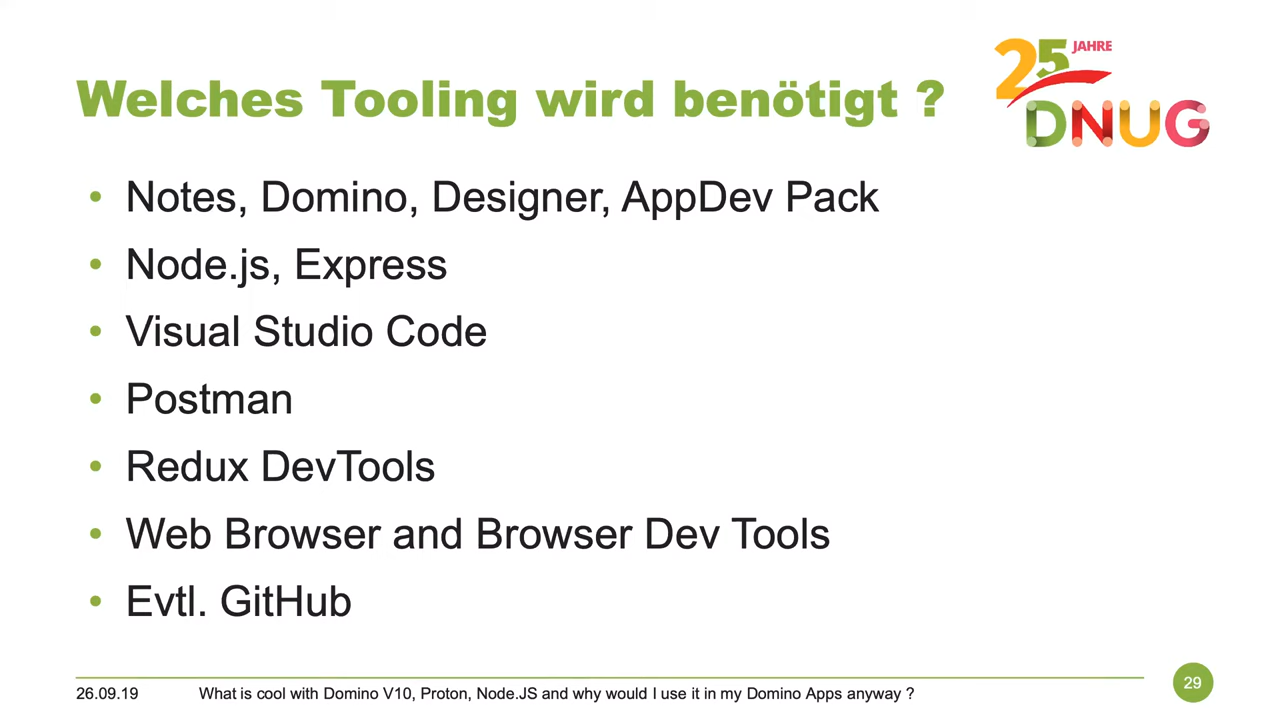 Welches Tooling wird benötigt ?
25 JAHRE
DNUG
• Notes, Domino, Designer, AppDev Pack
• Node.js, Express
• Visual Studio Code
• Postman
• Redux DevTools
• Web Browser and Browser Dev Tools
• Evtl. GitHub
26.09.19 What is cool with Domino V10, Proton, Node.JS and why would I use it in my Domino Apps anyway ? 29